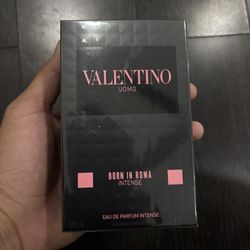 VALENTINO
UOMO
BORN IN ROMA
INTENSE
EAU DE PARFUM INTENSE